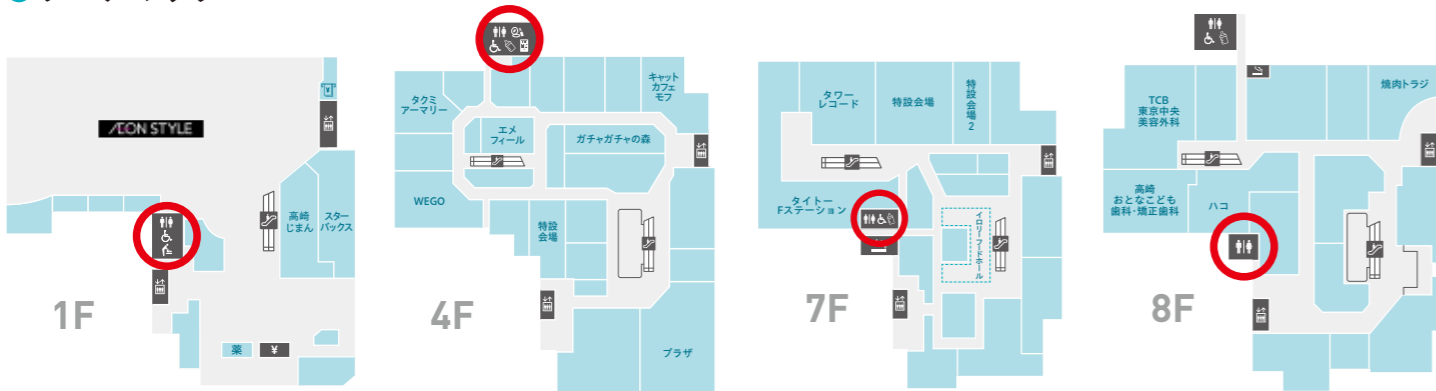 ÆON STYLE
高崎
じまん
スター
バックス
薬
¥
¥
1F
タクミ
アーマリー
キャット
カフェ
モフ
エメ
フィール
ガチャガチャの森
WEGO
特設
会場
プラザ
4F
タワー
レコード
特設会場
特設会場2
タイトー
Fステーション
イロリーフードホール
7F
TCB
東京中央
美容外科
焼肉トラジ
高崎
おとなこども
歯科・矯正歯科
ハコ
8F